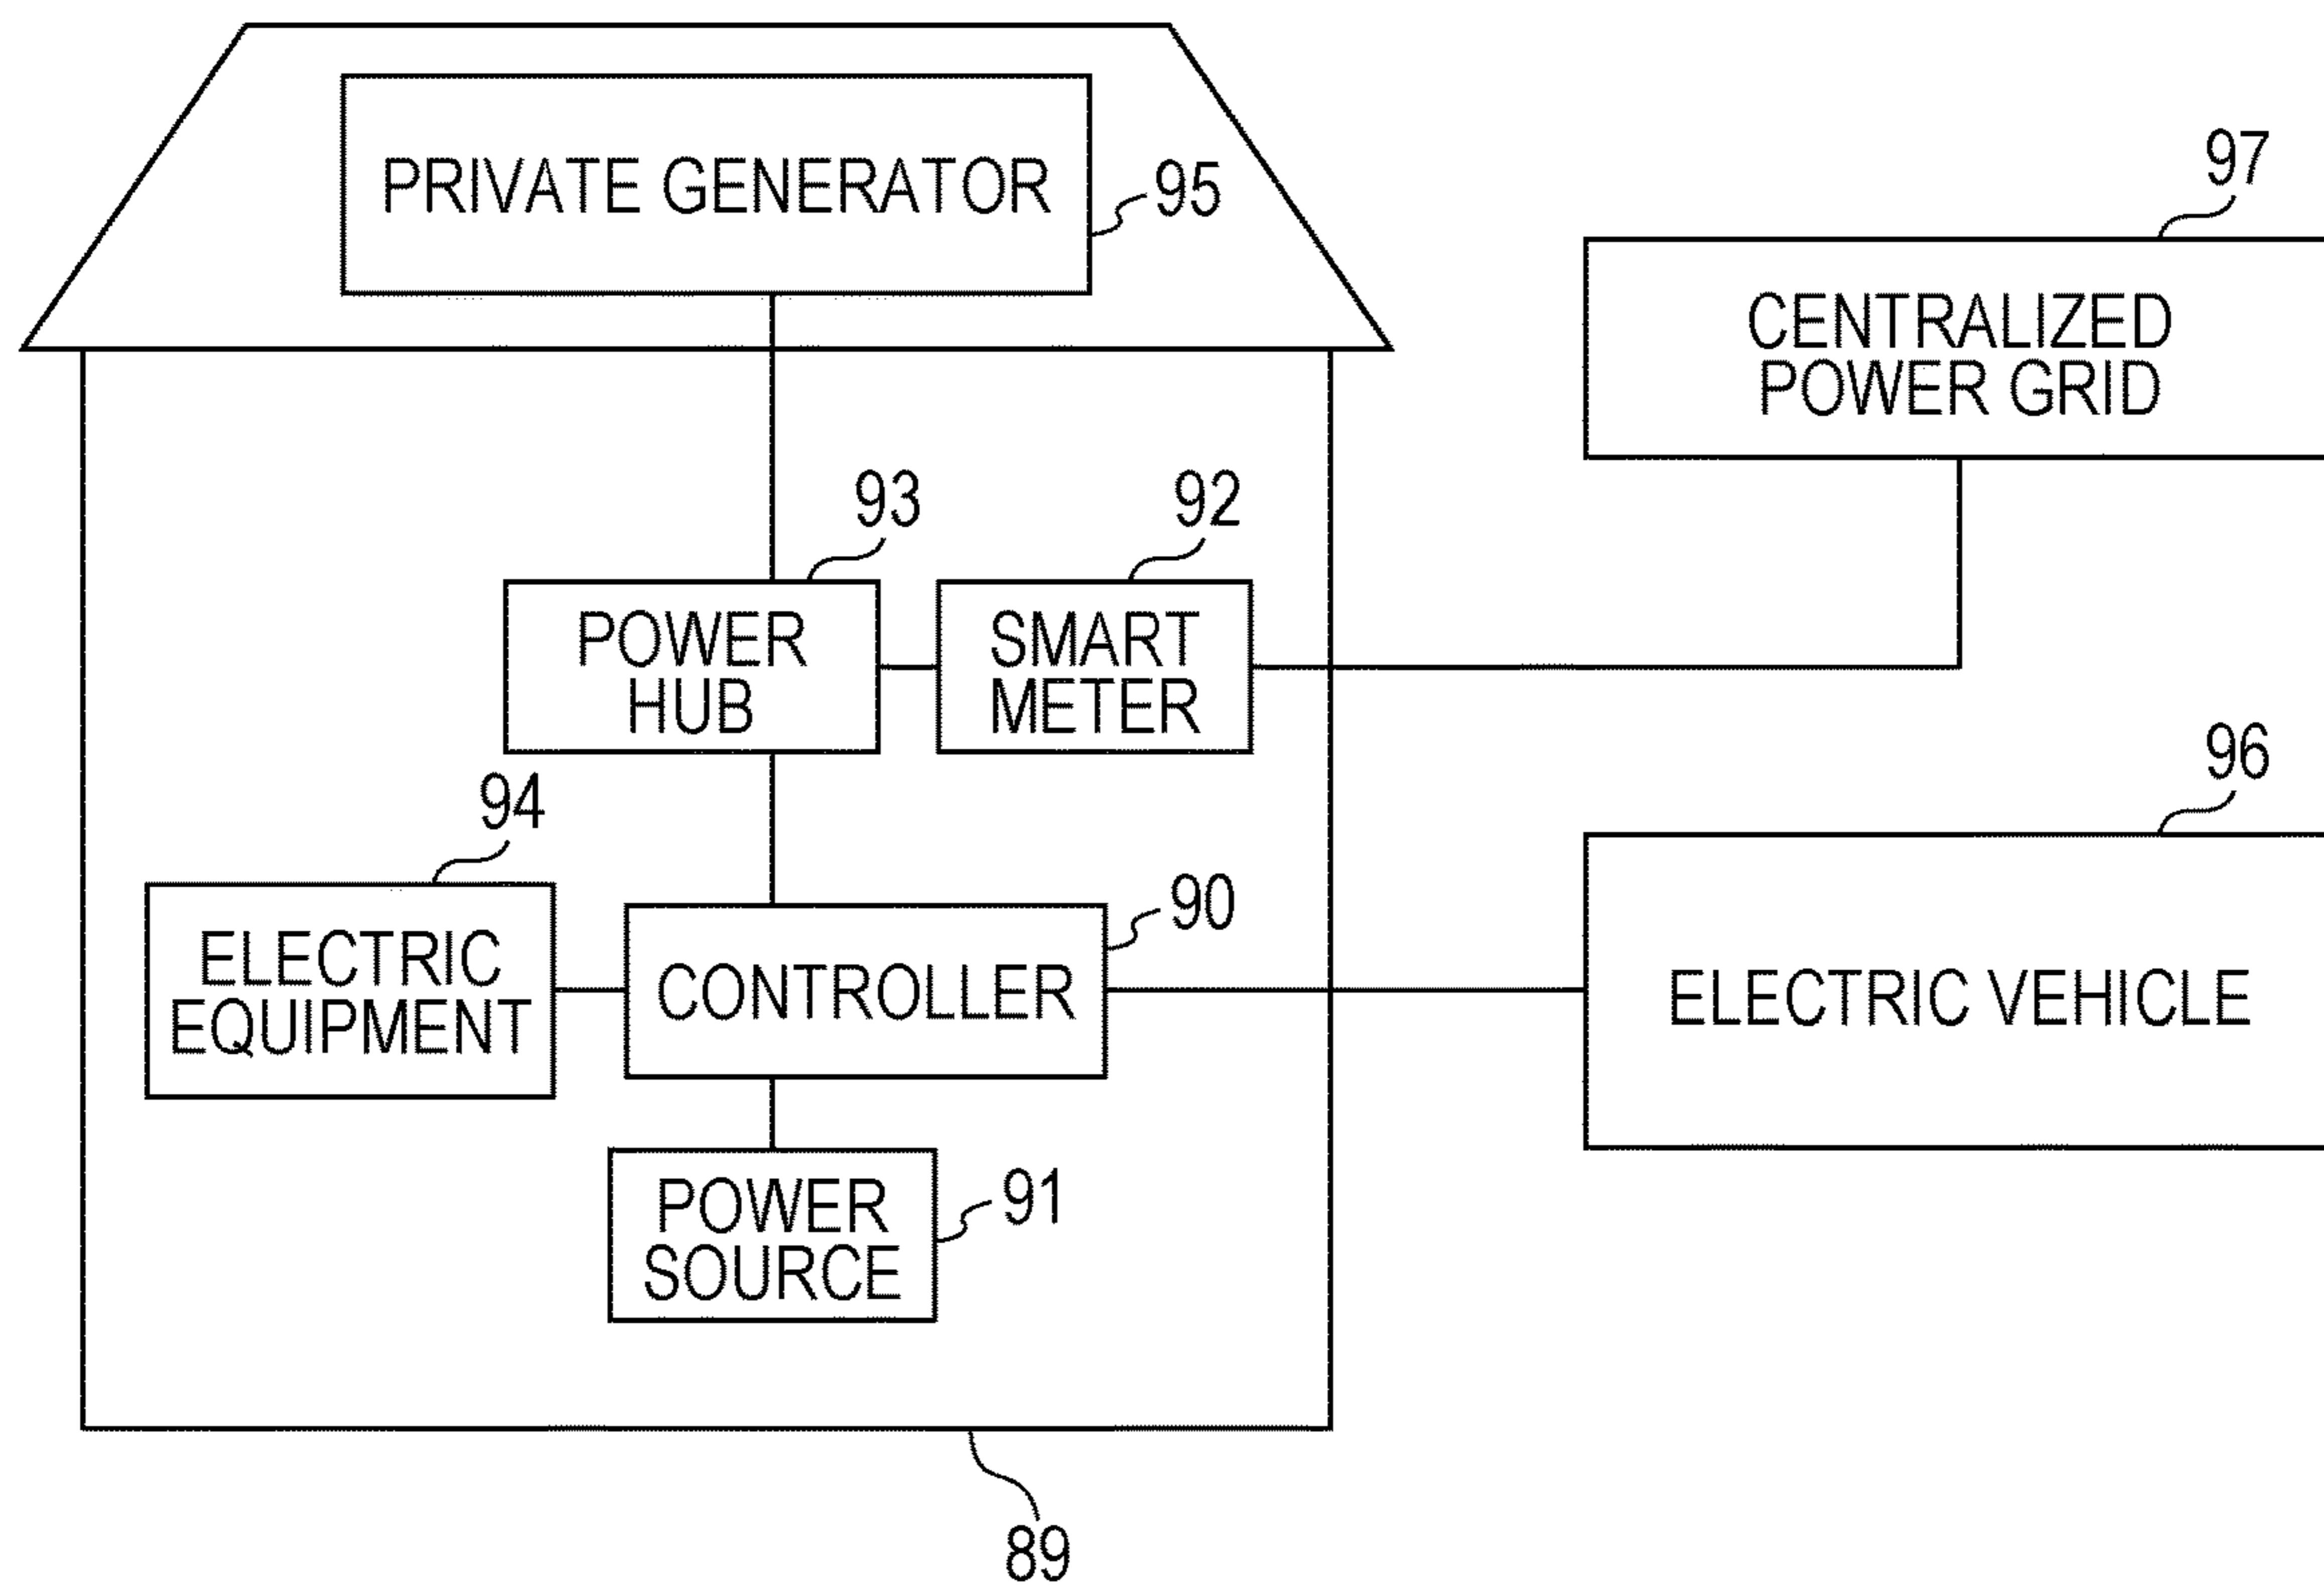 PRIVATE GENERATOR
95
97
CENTRALIZED
POWER GRID
93
92
POWER
HUB
SMART
METER
94
96
90
ELECTRIC
EQUIPMENT
CONTROLLER
ELECTRIC VEHICLE
POWER
SOURCE
91
89